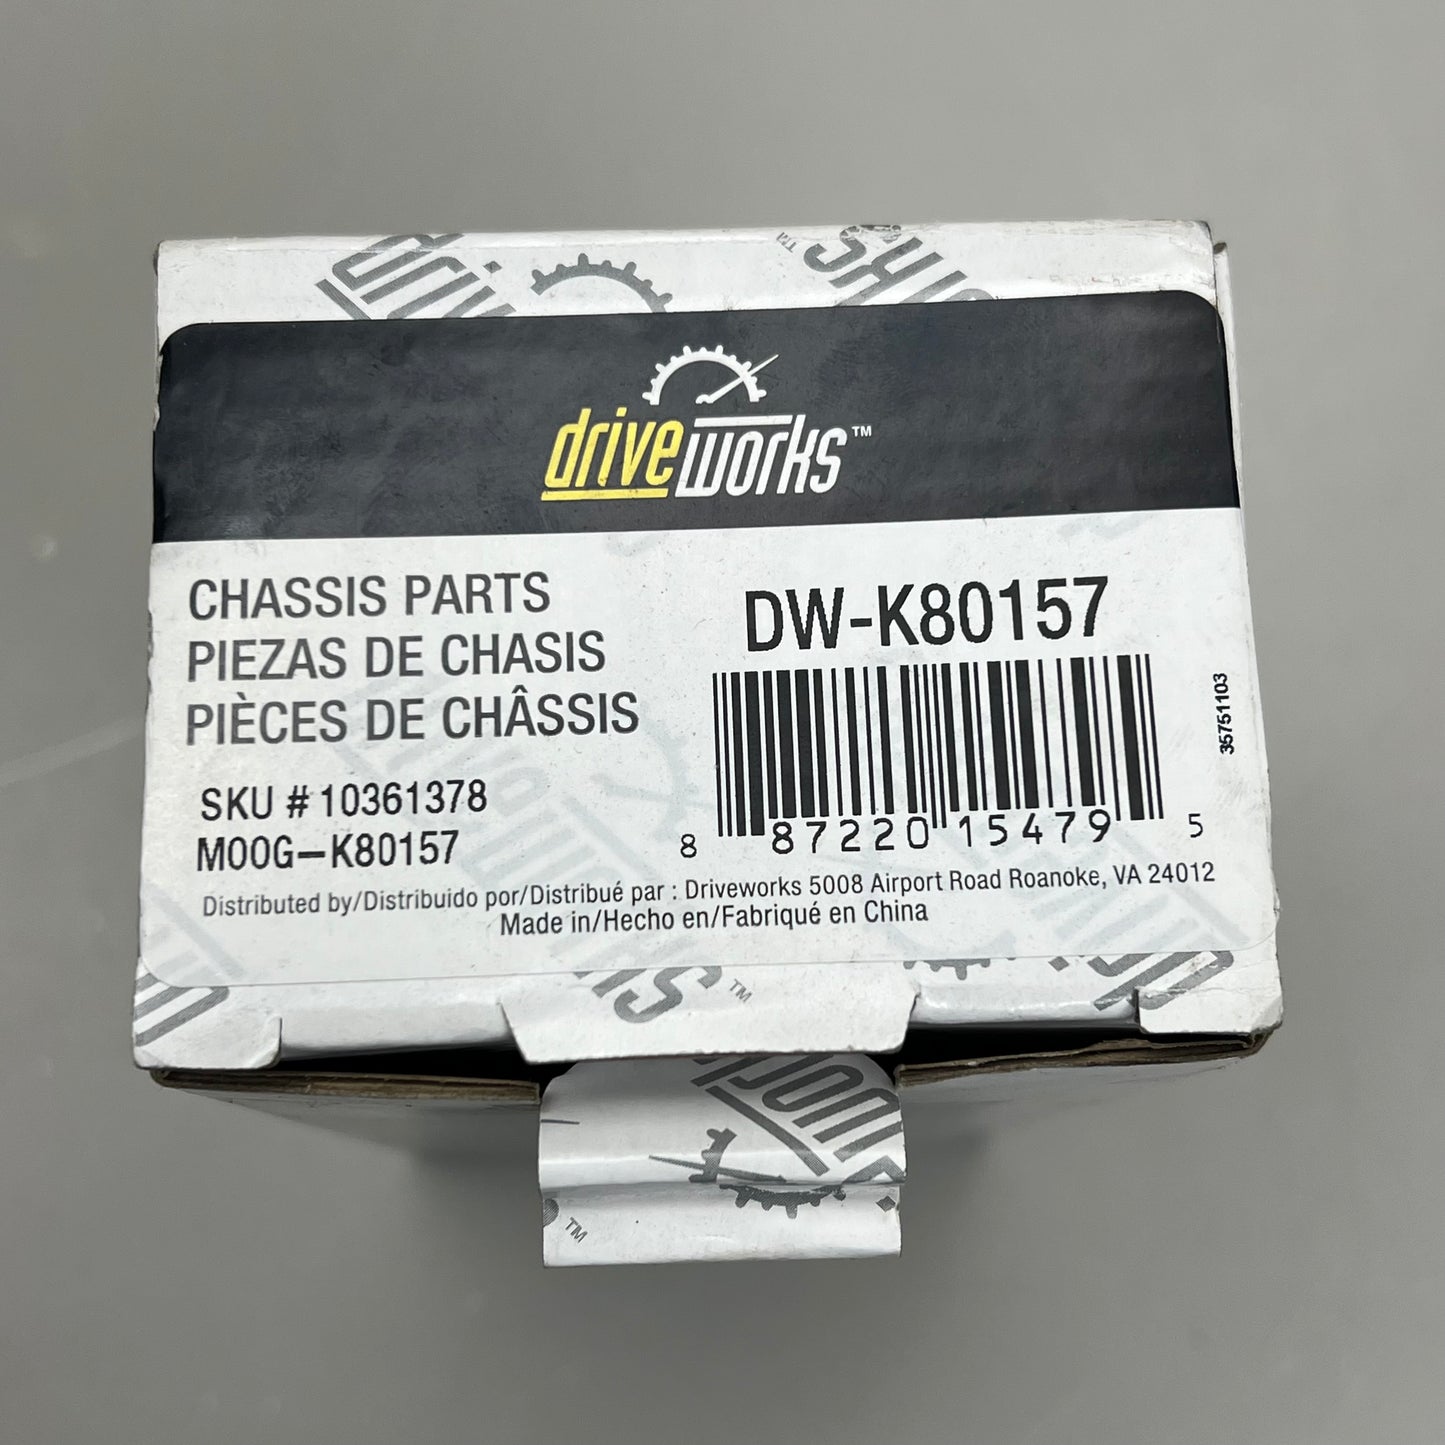 driveworks™
CHASSIS PARTS
PIEZAS DE CHASIS
PIÈCES DE CHÂSSIS
SKU # 10361378
MOOG–K80157
DW-K80157
8 87220 15479 5
35751103
Distributed by/Distribuido por/Distribué par : Driveworks 5008 Airport Road Roanoke, VA 24012
Made in/Hecho en/Fabriqué en China